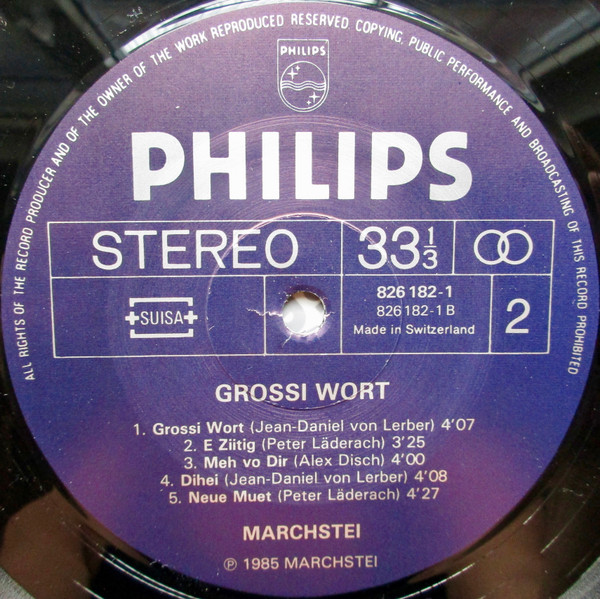 ALL RIGHTS OF THE RECORD PRODUCER AND OF THE OWNER OF THE WORK REPRODUCED RESERVED. COPYING, PUBLIC PERFORMANCE AND BROADCASTING OF THIS RECORD PROHIBITED
PHILIPS
PHILIPS
STEREO 33 1/3
SUISA
826 182-1
826 182-1 B
Made in Switzerland
2
GROSSI WORT
1. Grossi Wort (Jean-Daniel von Lerber) 4'07
2. E Ziitig (Peter Läderach) 3'25
3. Meh vo Dir (Alex Disch) 4'00
4. Dihei (Jean-Daniel von Lerber) 4'08
5. Neue Muet (Peter Läderach) 4'27
MARCHSTEI
℗ 1985 MARCHSTEI